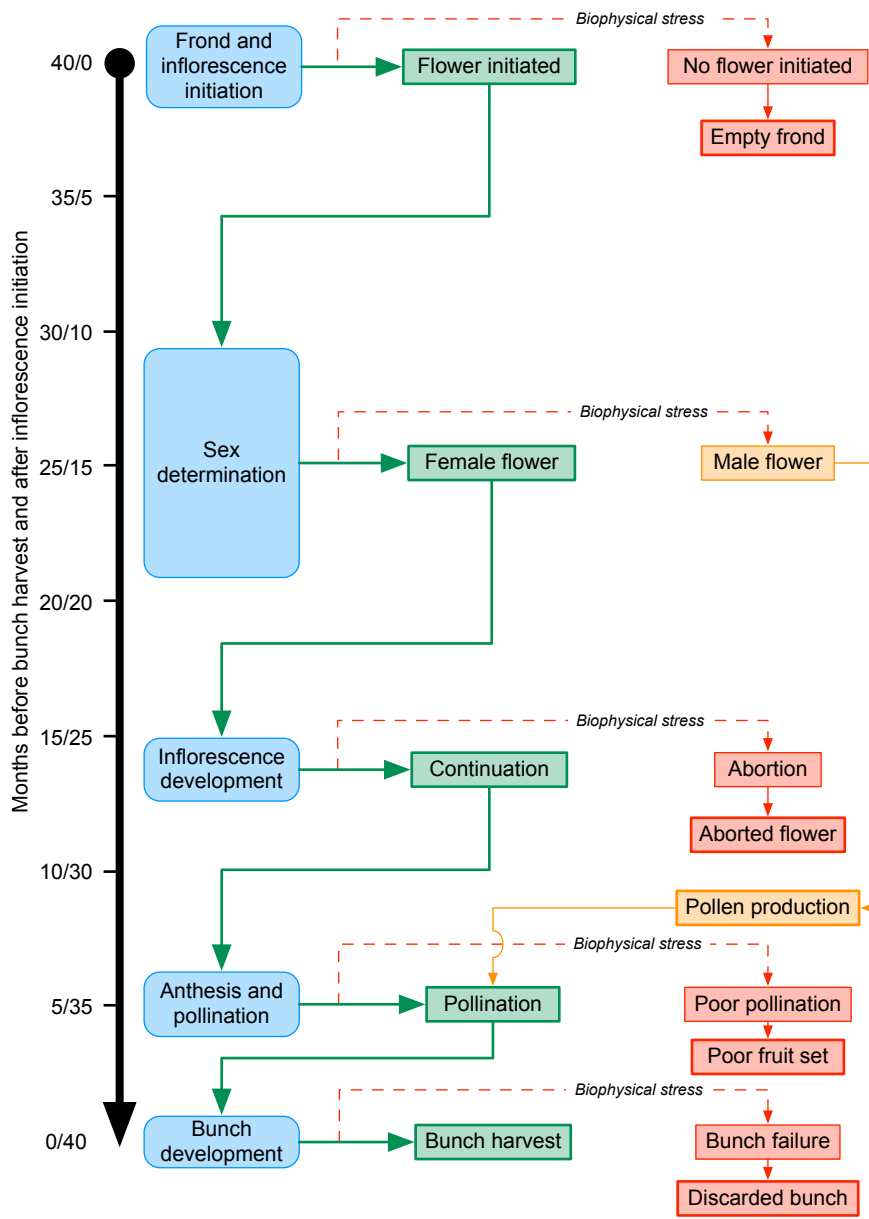 Biophysical stress
40/0
Frond and
inflorescence
initiation
Flower initiated
No flower initiated
Empty frond
35/5
Months before bunch harvest and after inflorescence initiation
30/10
Biophysical stress
25/15
Sex
determination
Female flower
Male flower
20/20
15/25
Biophysical stress
Inflorescence
development
Continuation
Abortion
Aborted flower
10/30
Pollen production
Biophysical stress
5/35
Anthesis and
pollination
Pollination
Poor pollination
Poor fruit set
Biophysical stress
0/40
Bunch
development
Bunch harvest
Bunch failure
Discarded bunch